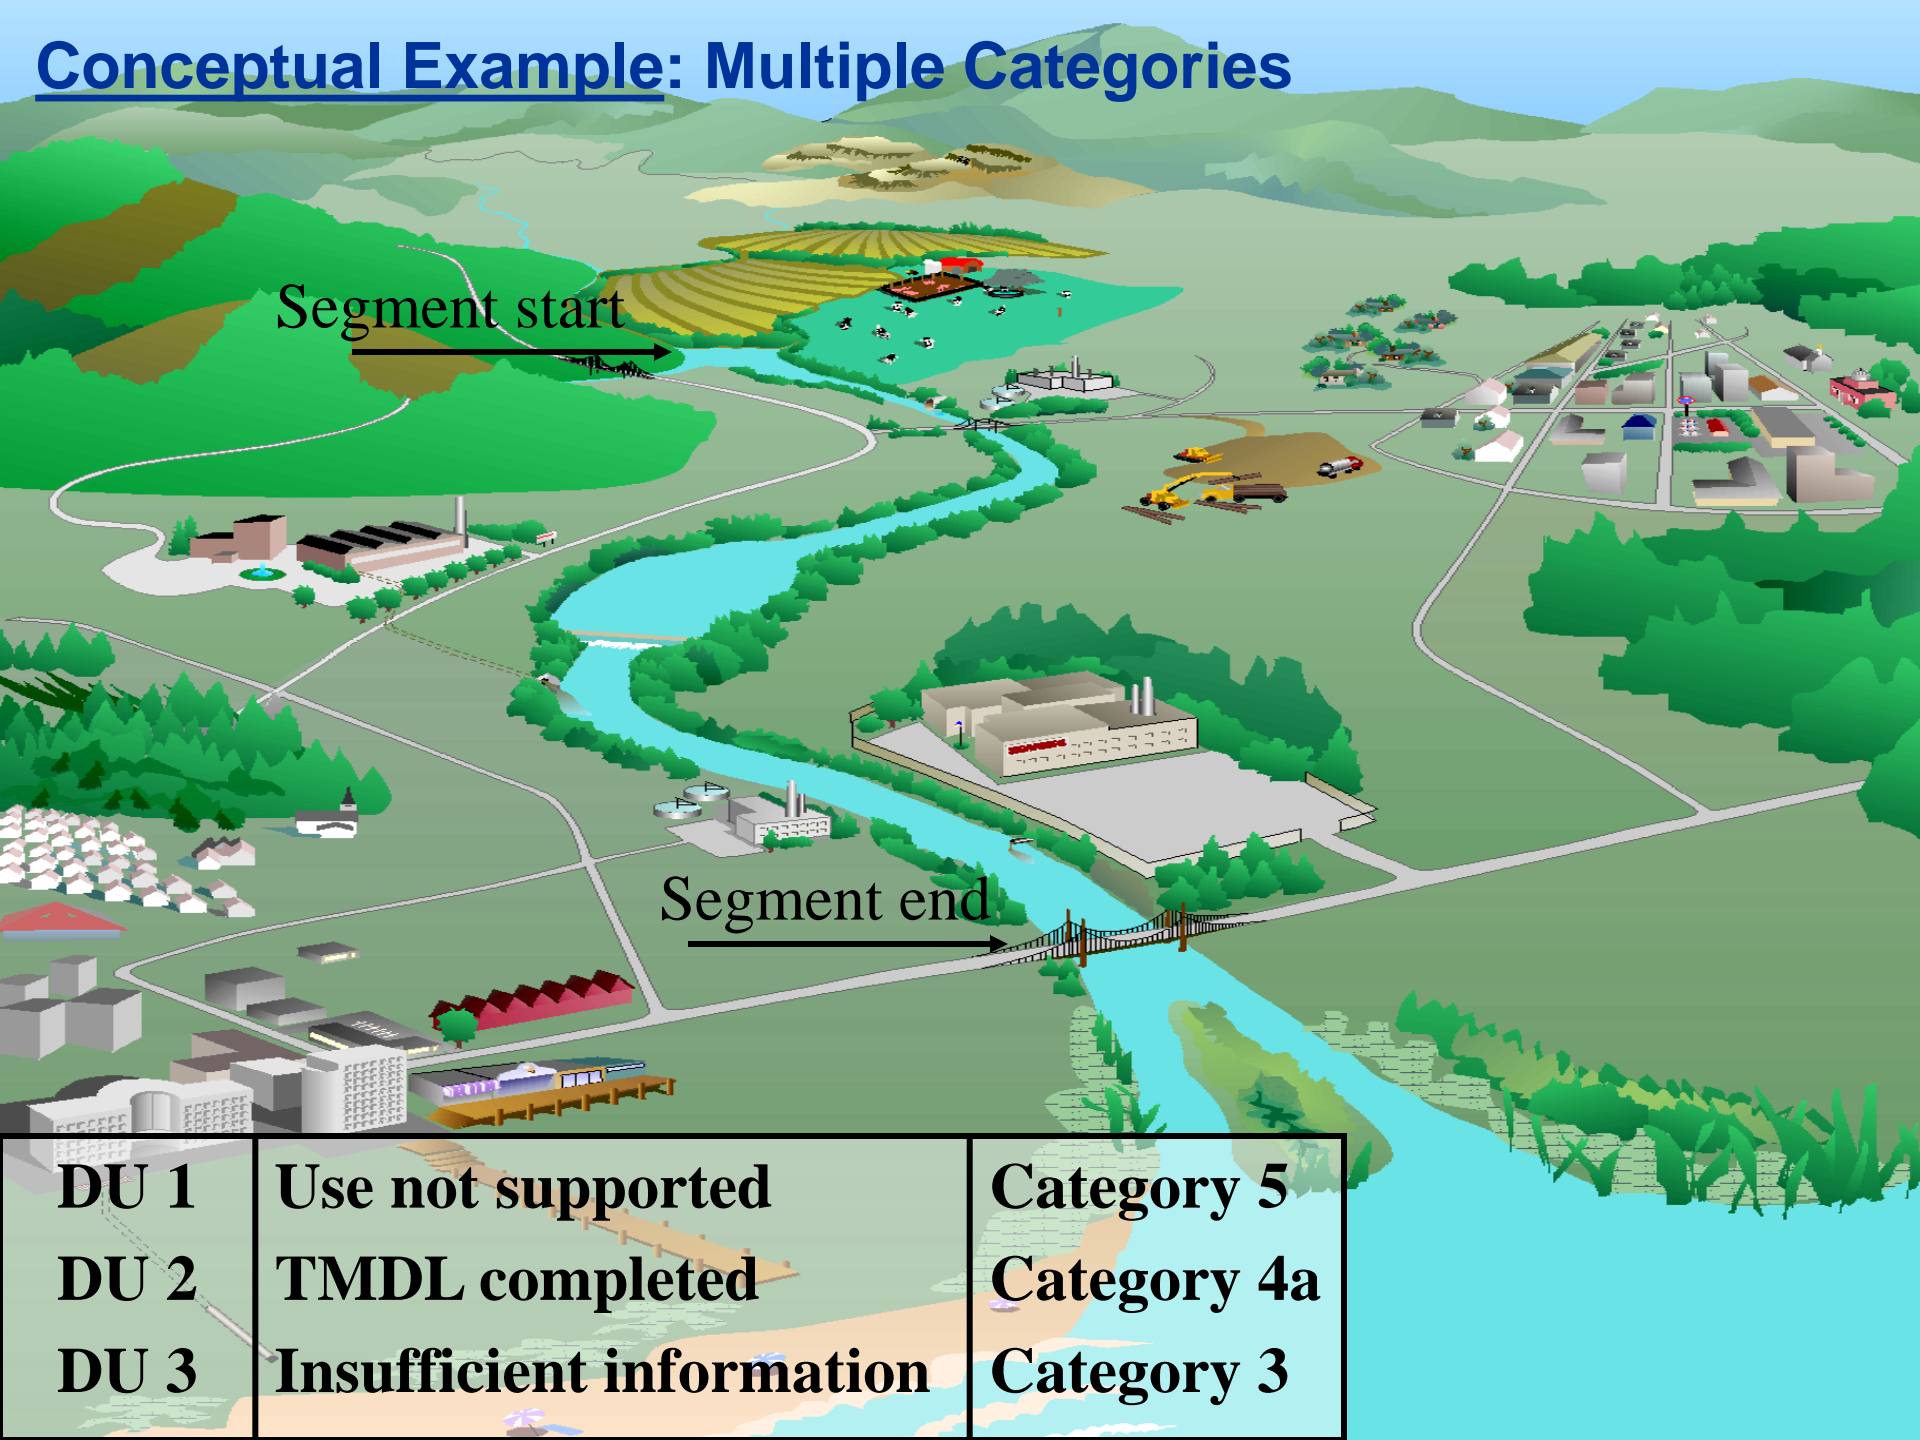 Conceptual Example: Multiple Categories
Segment start
Segment end
DU 1 Use not supported Category 5
DU 2 TMDL completed Category 4a
DU 3 Insufficient information Category 3